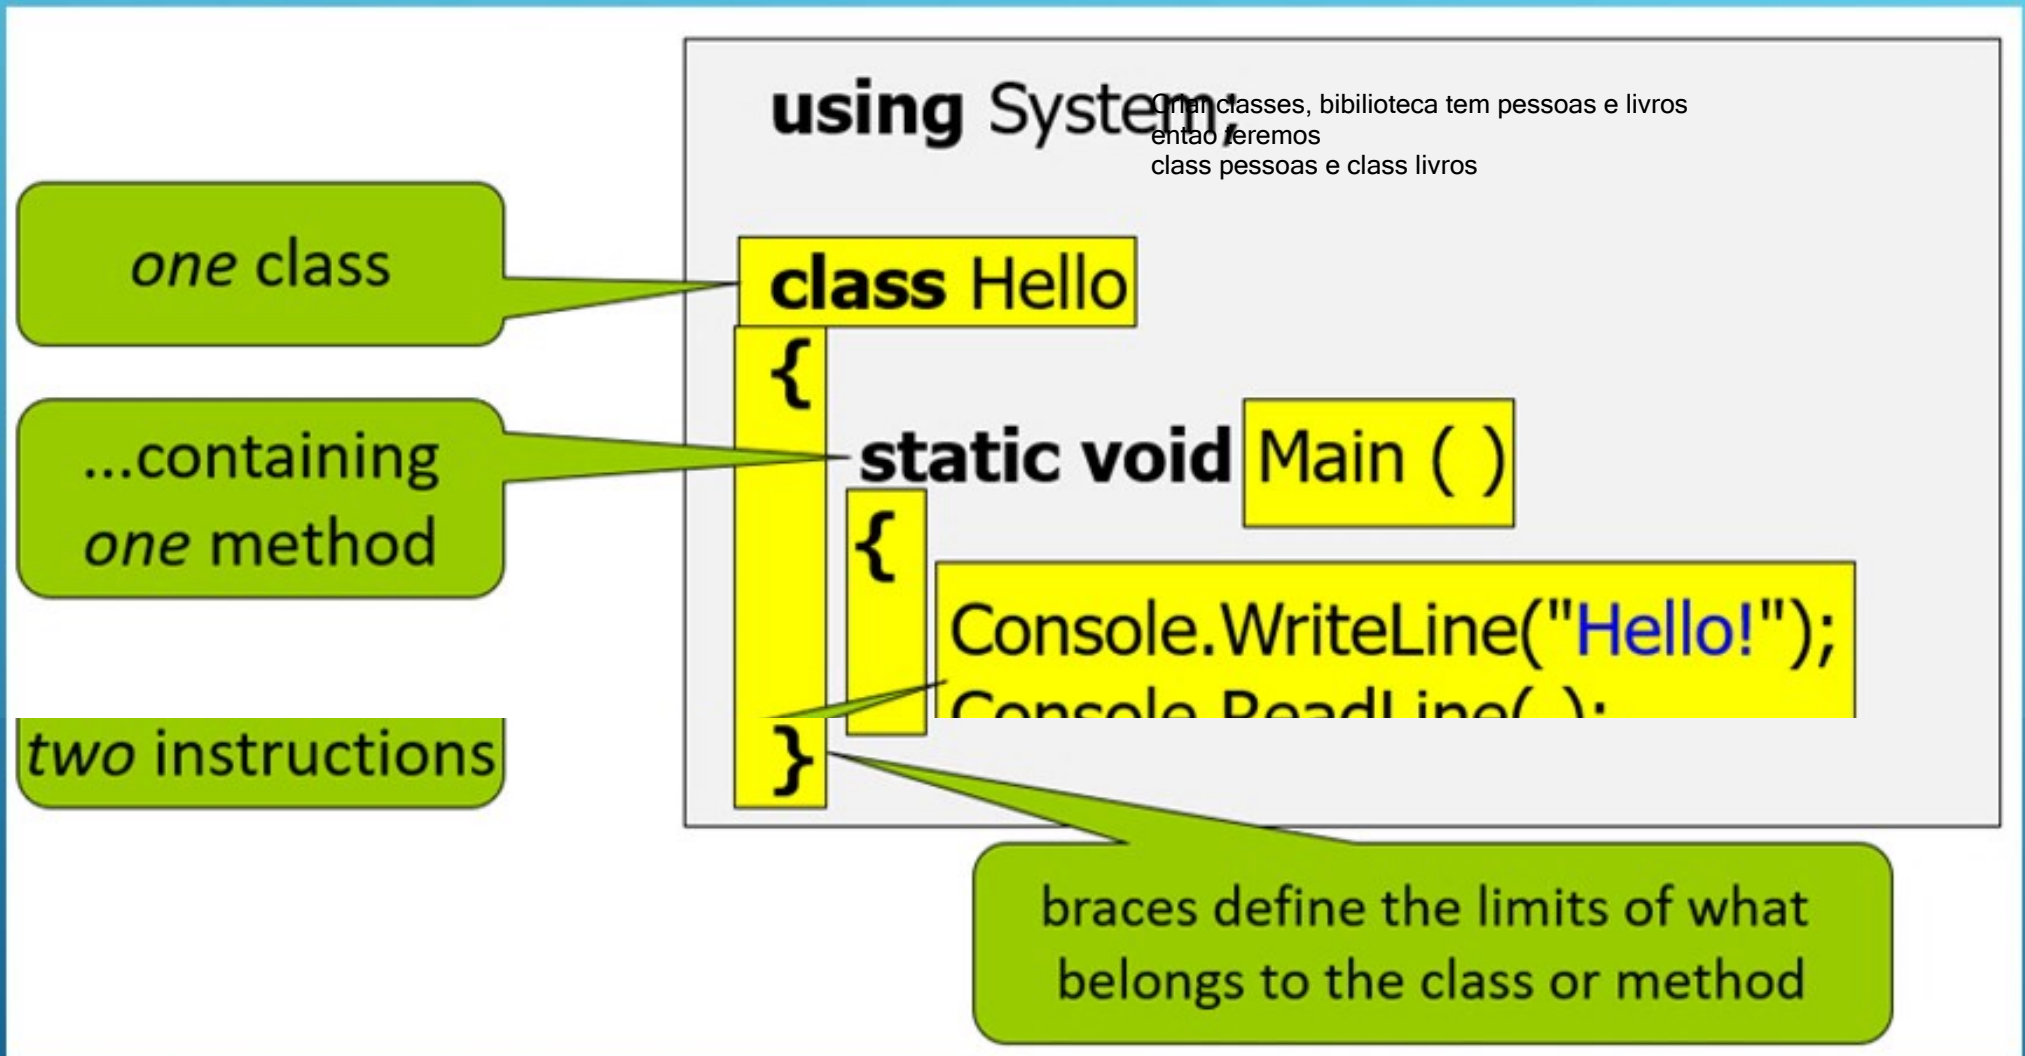 using System;
Criar classes, bibilioteca tem pessoas e livros
entao teremos
class pessoas e class livros
one class
class Hello
{
...containing
one method
static void Main ( )
{
Console.WriteLine("Hello!");
Console.ReadLine( );
two instructions
}
braces define the limits of what
belongs to the class or method